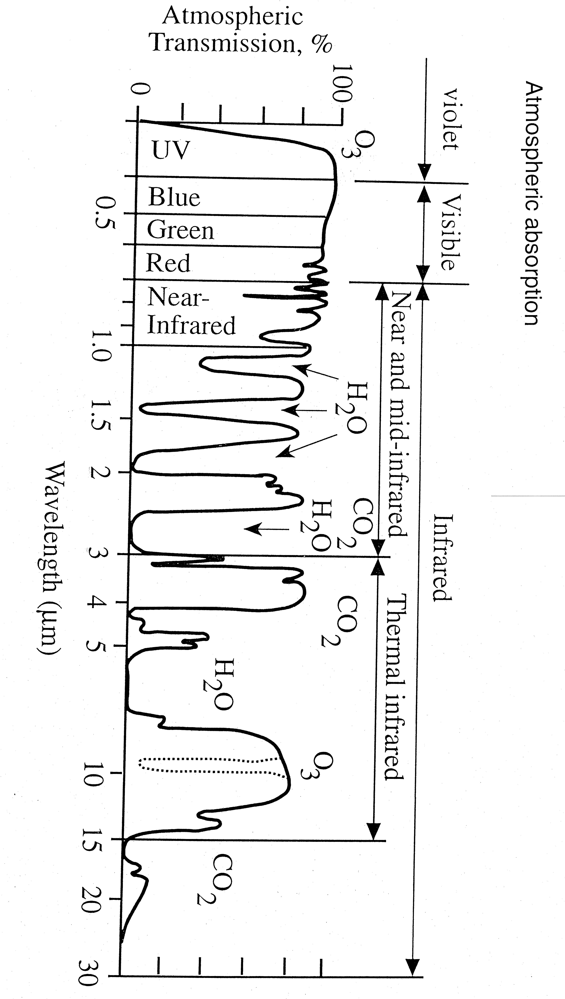 Atmospheric absorption
violet
Visible
Infrared
Near and mid-infrared
Thermal infrared
Atmospheric
Transmission, %
100
0
O3
H2O
CO2
H2O
CO2
H2O
O3
CO2
UV
Blue
Green
Red
Near-
Infrared
0.5
1.0
1.5
2
3
4
5
10
15
20
30
Wavelength (μm)